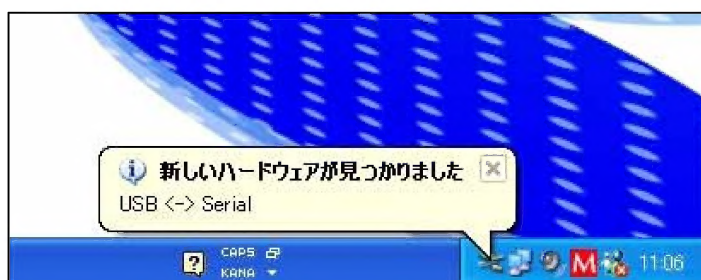 新しいハードウェアが見つかりました
USB <-> Serial
?
CAPS
KANA
M
11:06